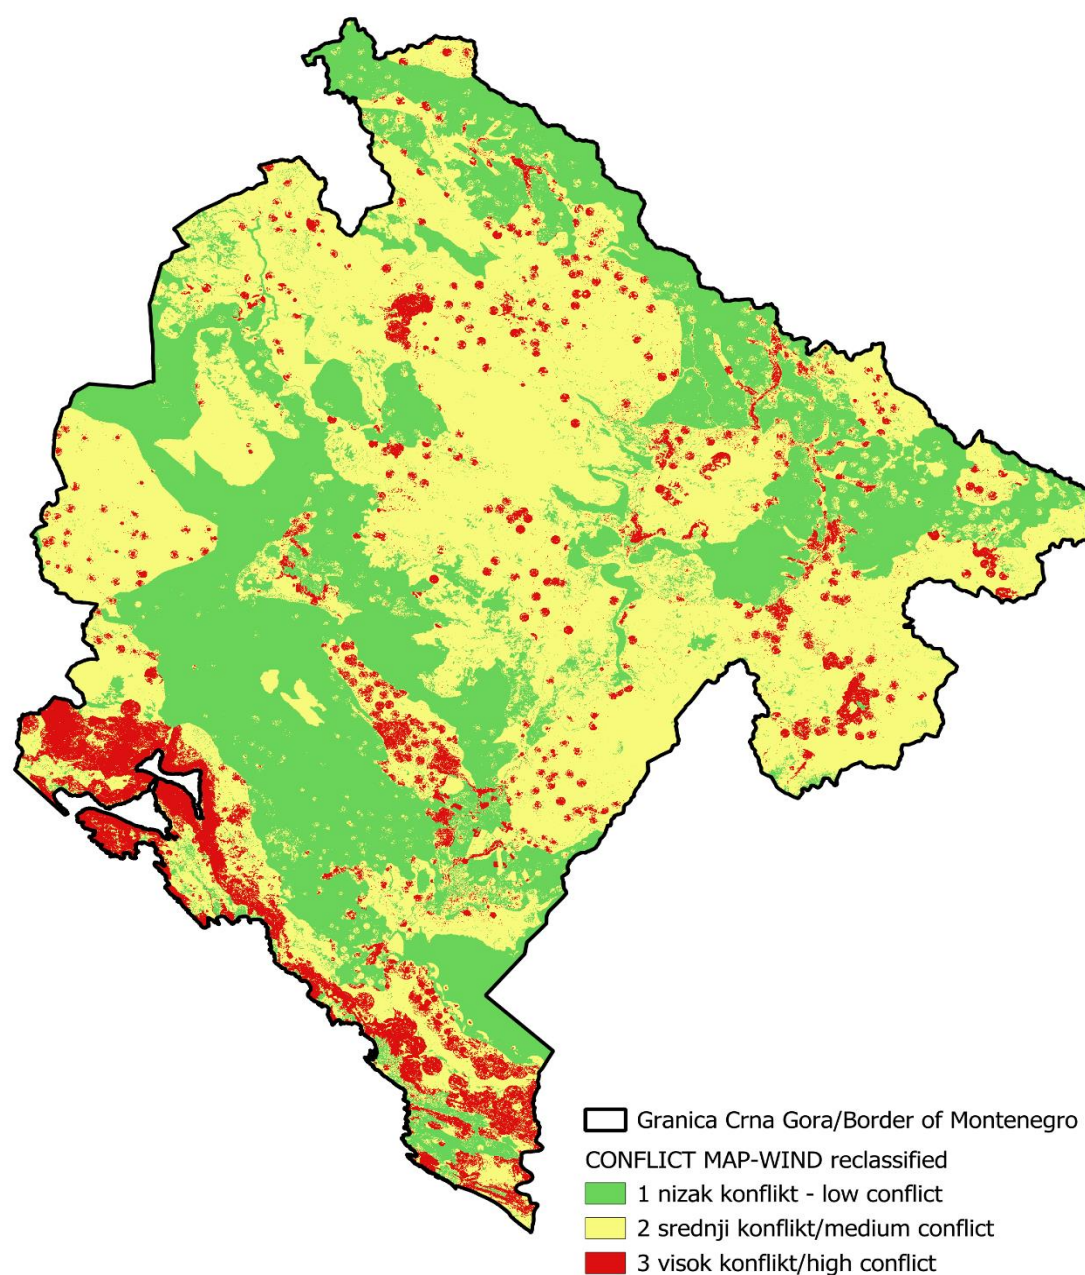 Granica Crna Gora/Border of Montenegro
CONFLICT MAP-WIND reclassified
1 nizak konflikt - low conflict
2 srednji konflikt/medium conflict
3 visok konflikt/high conflict